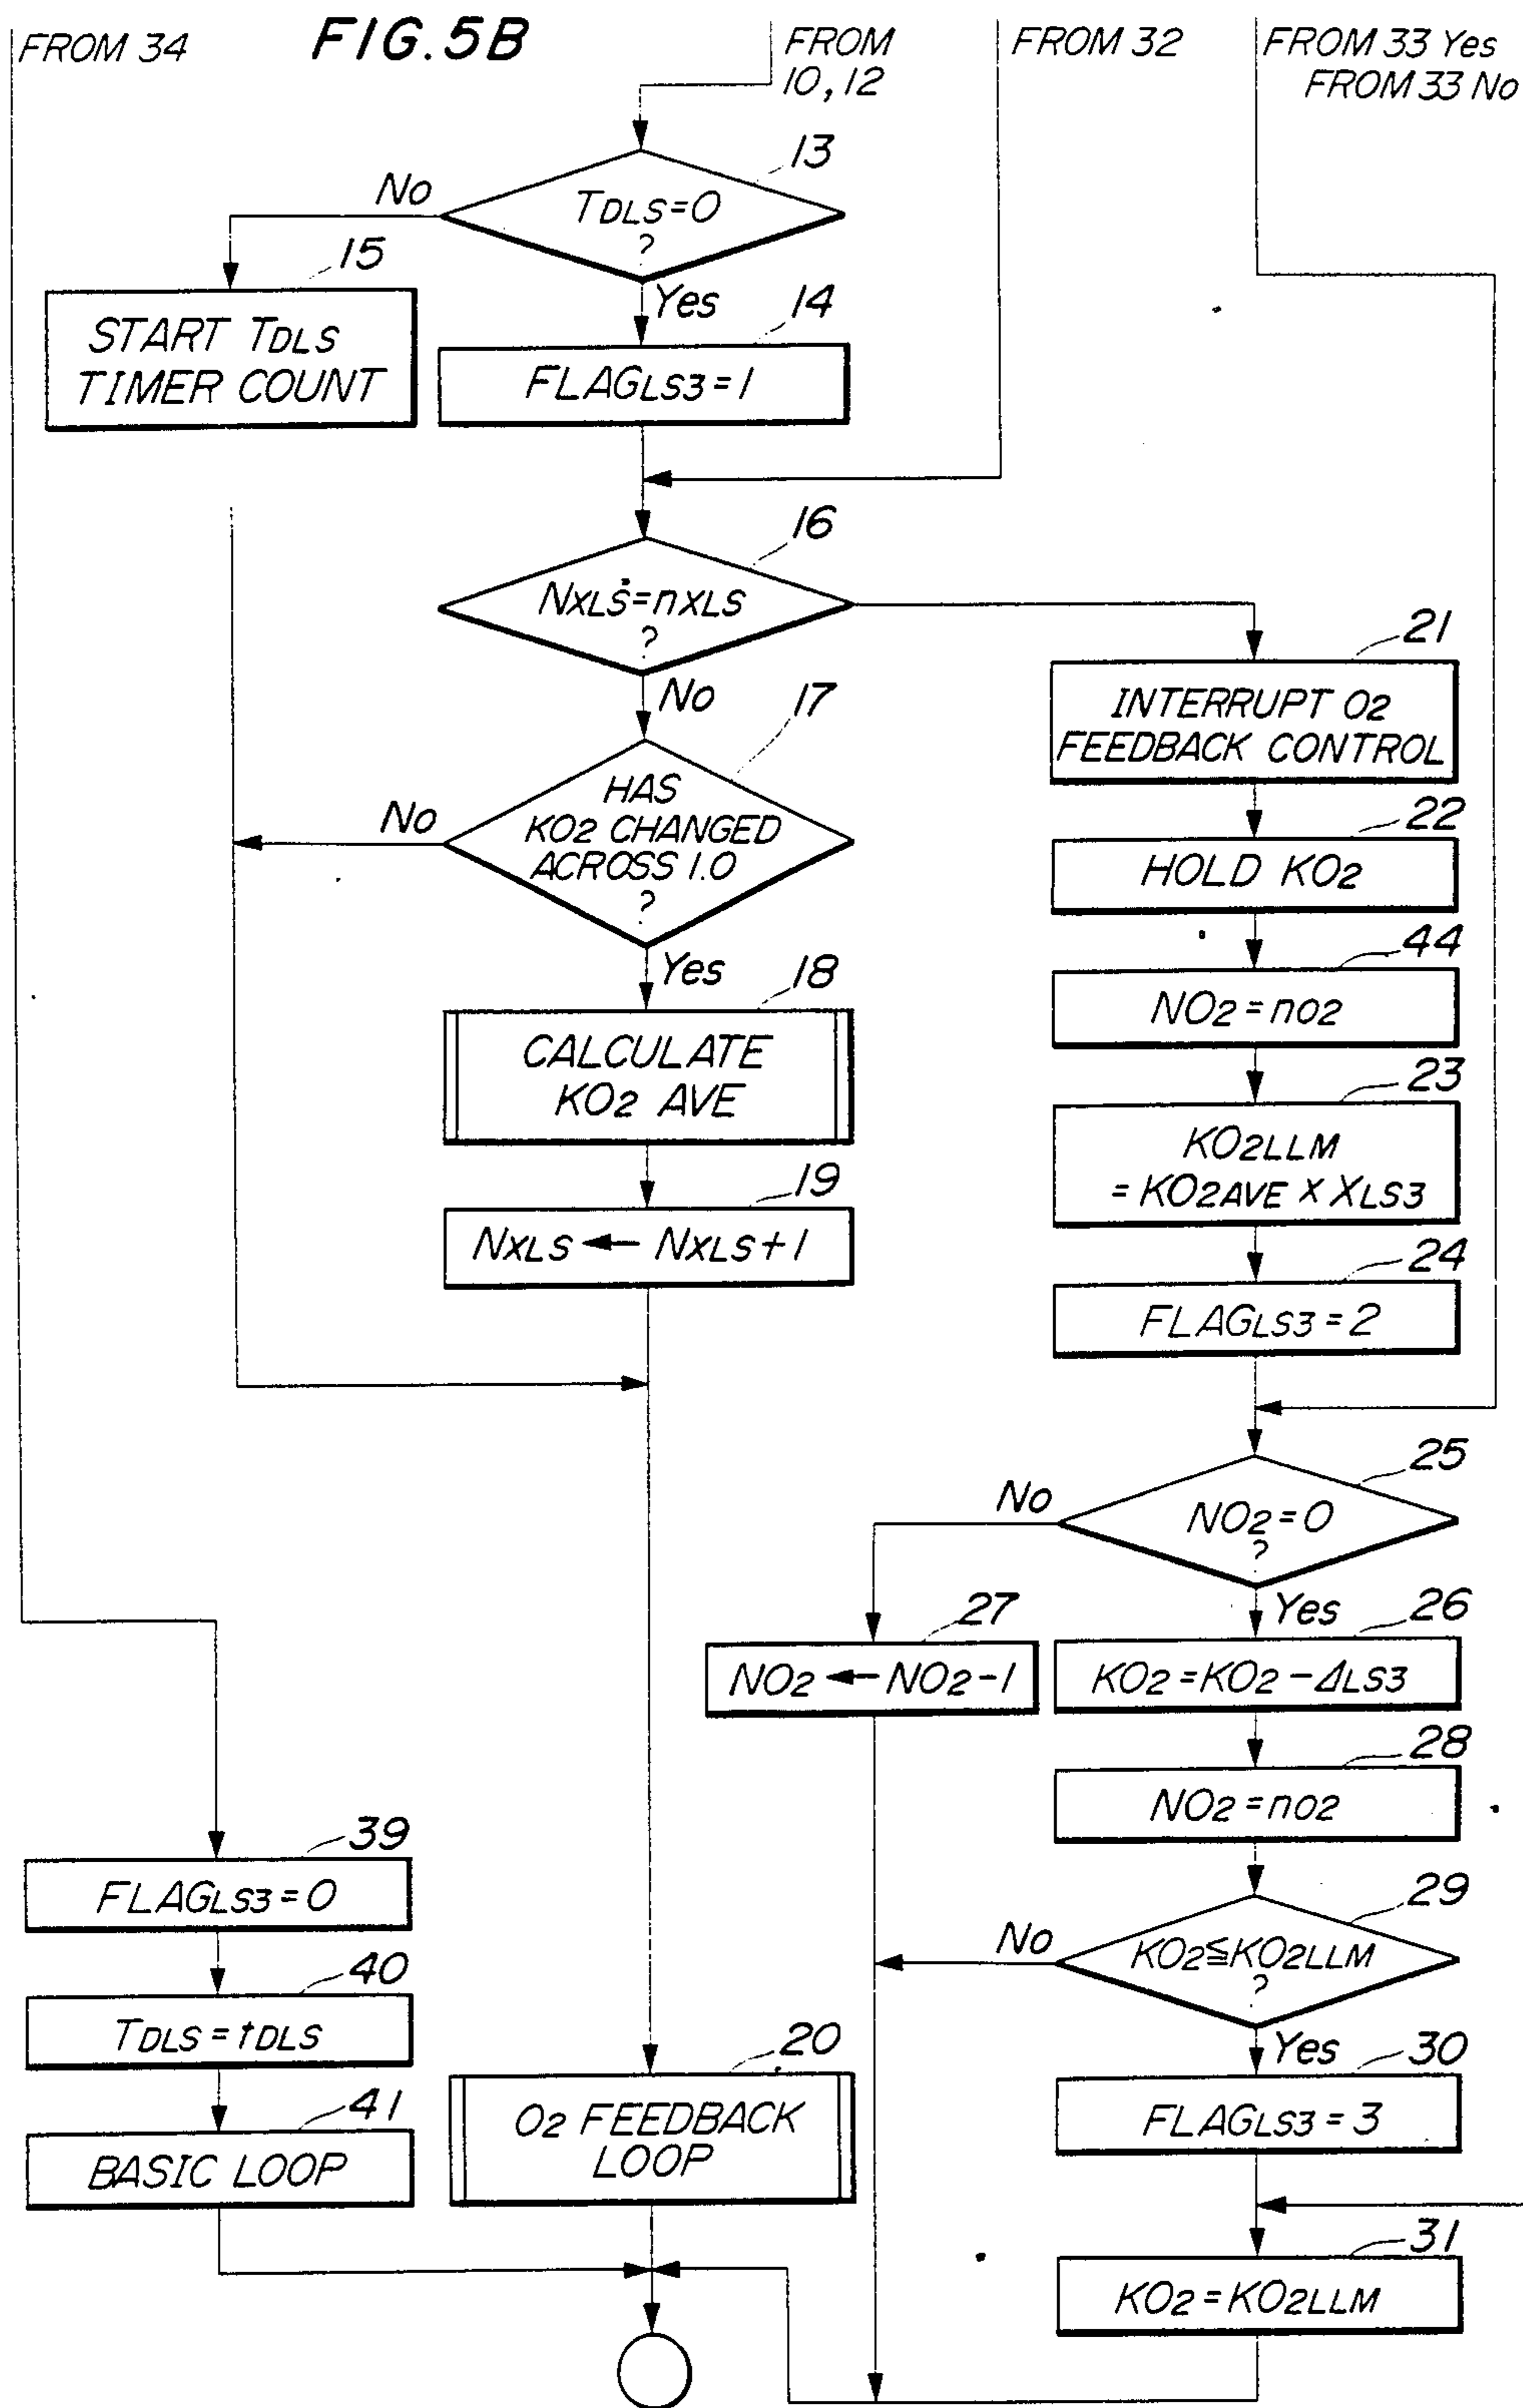 FIG.5B
FROM 34
FROM
10,12
FROM 32
FROM 33 Yes
FROM 33 No
13
TDLS=0
?
No
Yes
15
START TDLS
TIMER COUNT
14
FLAGLS3=1
16
NXLS=nXLS
?
No
17
HAS
KO2 CHANGED
ACROSS 1.0
?
No
Yes
18
CALCULATE
KO2 AVE
19
NXLS ← NXLS+1
21
INTERRUPT O2
FEEDBACK CONTROL
22
HOLD KO2
44
NO2=nO2
23
KO2LLM
=KO2AVE x XLS3
24
FLAGLS3=2
25
NO2=0
?
No
Yes
27
NO2 ← NO2-1
26
KO2=KO2-ΔLS3
28
NO2=nO2
29
KO2≦KO2LLM
?
No
Yes
30
FLAGLS3=3
31
KO2=KO2LLM
39
FLAGLS3=0
40
TDLS=tDLS
41
BASIC LOOP
20
O2 FEEDBACK
LOOP